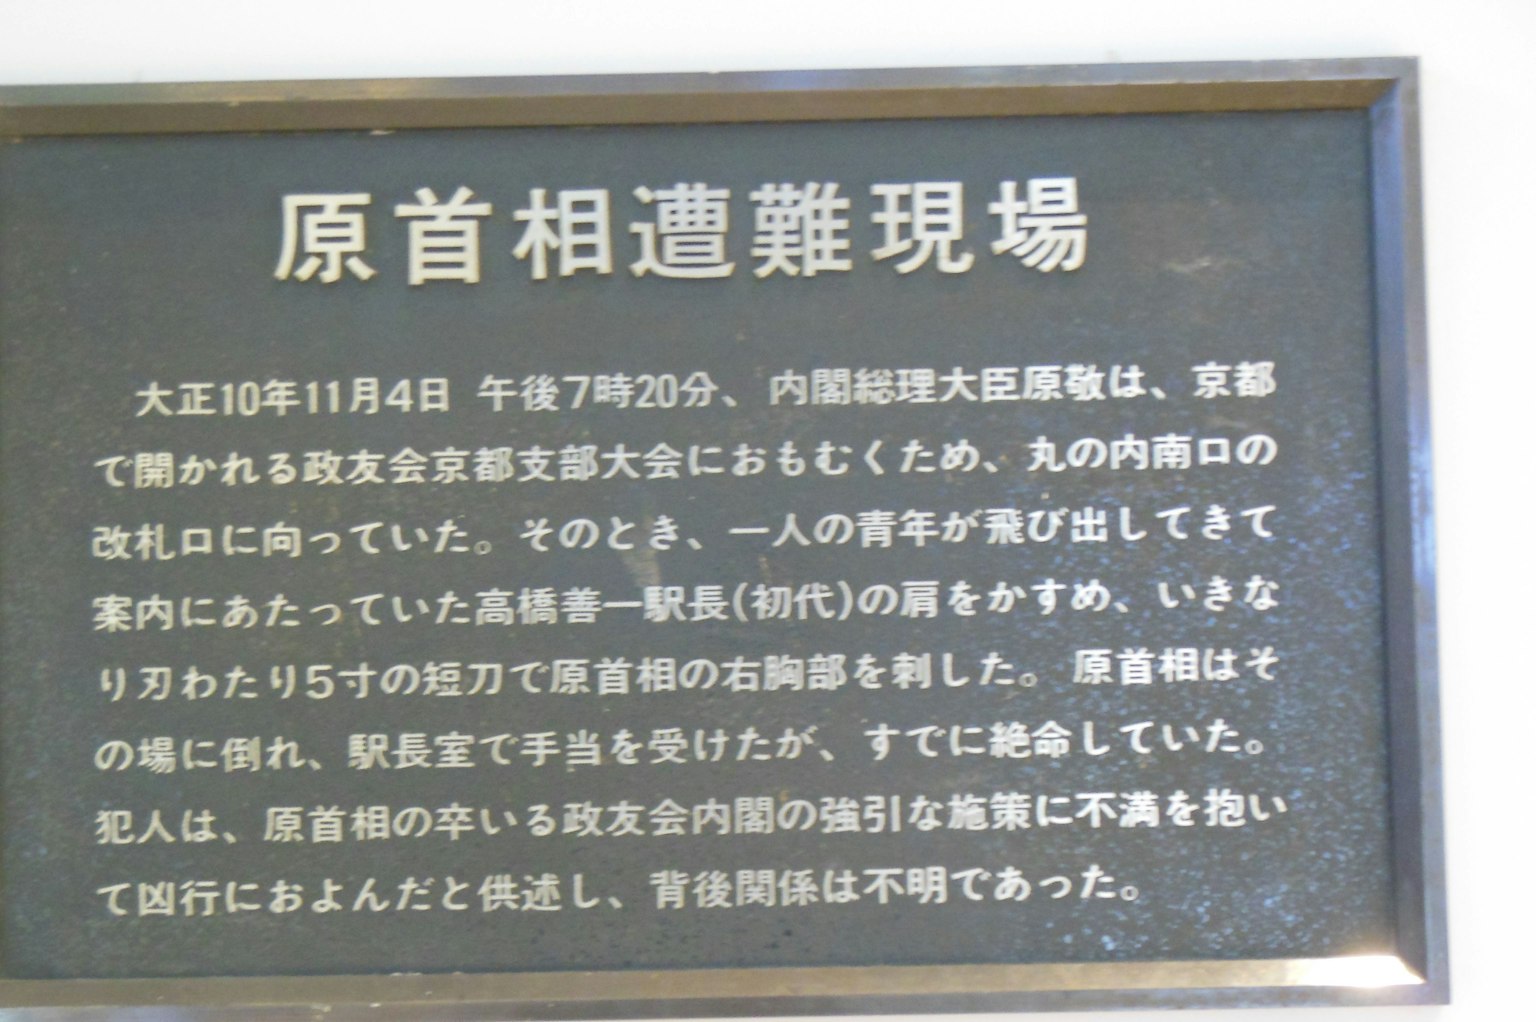 原首相遭難現場
大正10年11月4日 午後7時20分、内閣総理大臣原敬は、京都
で開かれる政友会京都支部大会におもむくため、丸の内南口の
改札口に向っていた。そのとき、一人の青年が飛び出してきて
案内にあたっていた高橋善一駅長(初代)の肩をかすめ、いきな
り刃わたり5寸の短刀で原首相の右胸部を刺した。原首相はそ
の場に倒れ、駅長室で手当を受けたが、すでに絶命していた。
犯人は、原首相の卒いる政友会内閣の強引な施策に不満を抱い
て凶行におよんだと供述し、背後関係は不明であった。